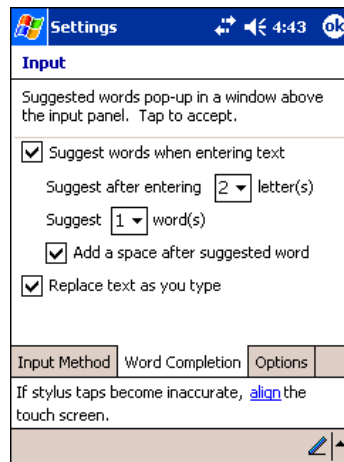 Settings 4:43 ok
Input
Suggested words pop-up in a window above
the input panel. Tap to accept.
Suggest words when entering text
Suggest after entering 2 letter(s)
Suggest 1 word(s)
Add a space after suggested word
Replace text as you type
Input Method Word Completion Options
If stylus taps become inaccurate, align the
touch screen.